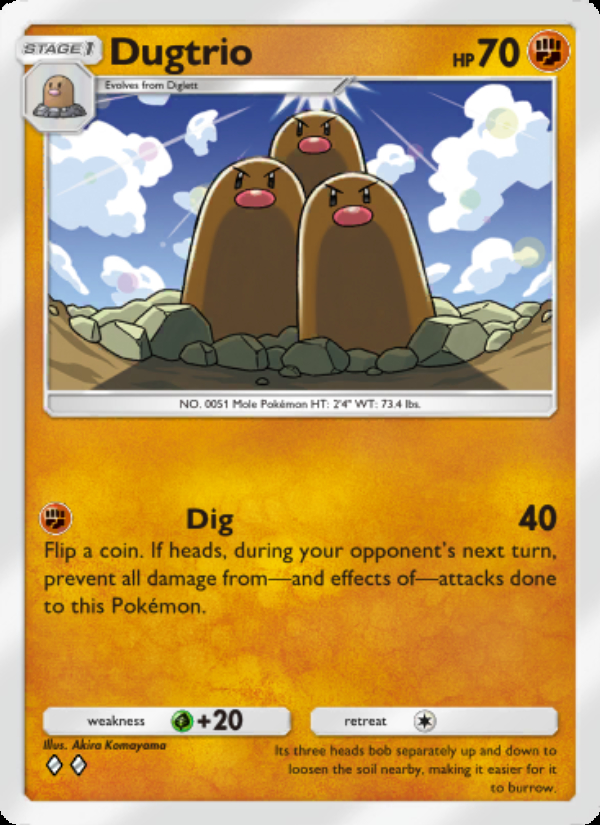 STAGE 1 Dugtrio HP 70
Evolves from Diglett
NO. 0051 Mole Pokémon HT: 2'4" WT: 73.4 lbs.
Dig 40
Flip a coin. If heads, during your opponent's next turn,
prevent all damage from—and effects of—attacks done
to this Pokémon.
weakness +20 retreat
Illus. Akira Komayama
Its three heads bob separately up and down to
loosen the soil nearby, making it easier for it
to burrow.